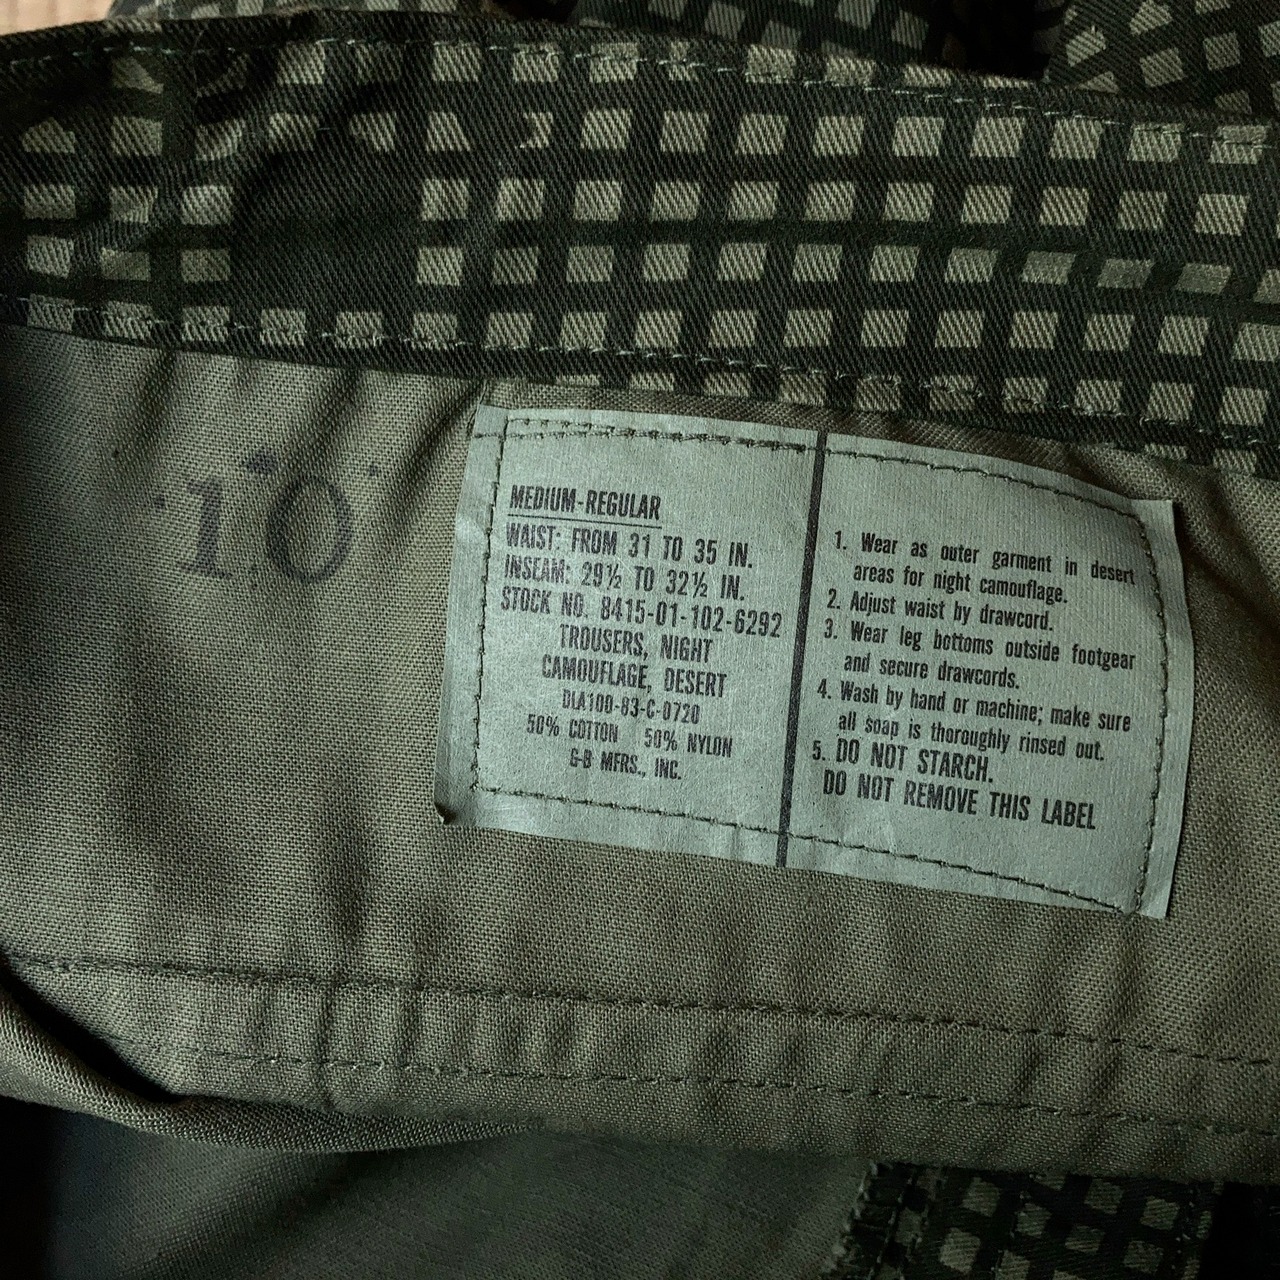 10
MEDIUM-REGULAR
WAIST: FROM 31 TO 35 IN.
INSEAM: 29½ TO 32½ IN.
STOCK NO. 8415-01-102-6292
TROUSERS, NIGHT
CAMOUFLAGE, DESERT
DLA100-83-C-0720
50% COTTON 50% NYLON
G-B MFRS., INC.
1. Wear as outer garment in desert
areas for night camouflage.
2. Adjust waist by drawcord.
3. Wear leg bottoms outside footgear
and secure drawcords.
4. Wash by hand or machine; make sure
all soap is thoroughly rinsed out.
5. DO NOT STARCH.
DO NOT REMOVE THIS LABEL